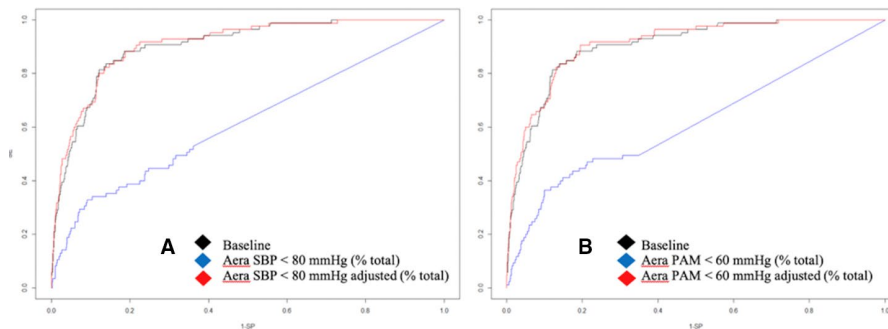 A
Baseline
Aera SBP < 80 mmHg (% total)
Aera SBP < 80 mmHg adjusted (% total)
0.0
0.2
0.4
0.6
0.8
1.0
0.0
0.2
0.4
0.6
0.8
1.0
1-SP
B
Baseline
Aera PAM < 60 mmHg (% total)
Aera PAM < 60 mmHg adjusted (% total)
0.0
0.2
0.4
0.6
0.8
1.0
0.0
0.2
0.4
0.6
0.8
1.0
1-SP